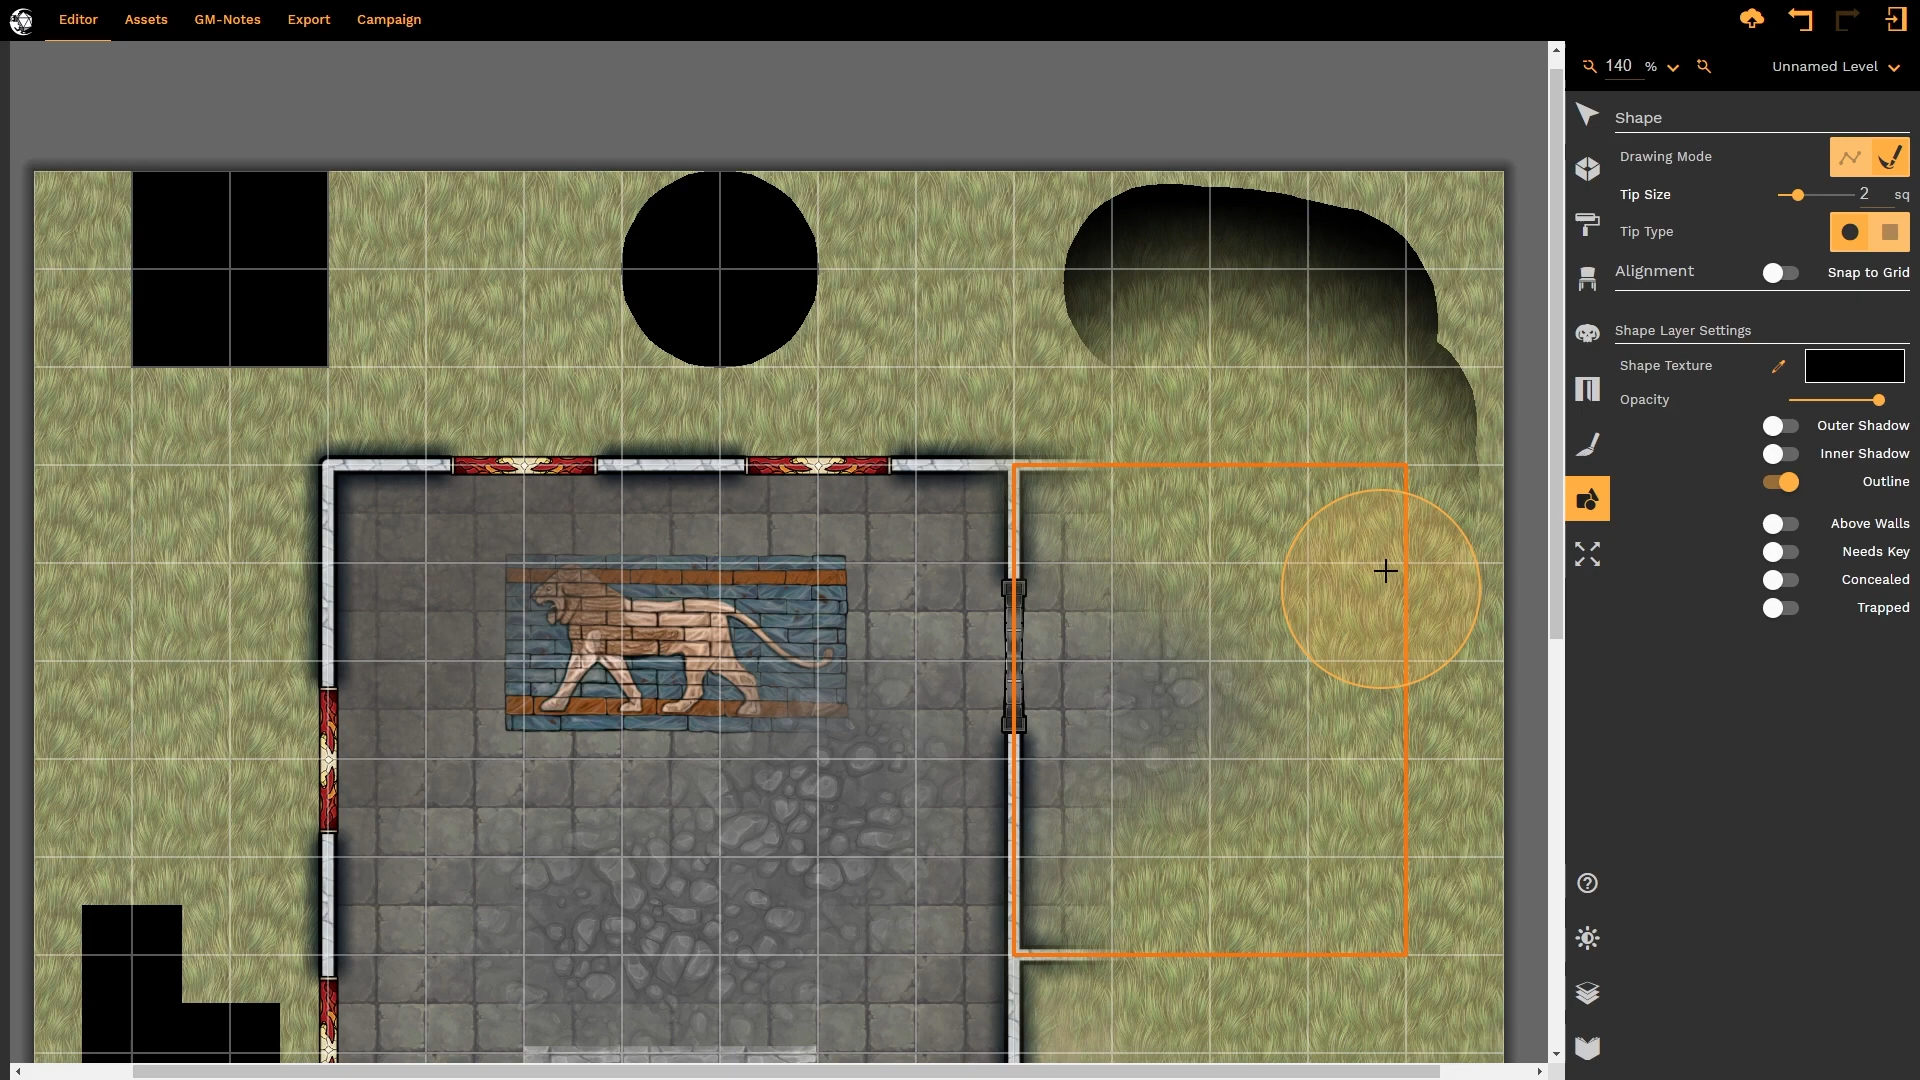 Editor Assets GM-Notes Export Campaign
140 % Unnamed Level
Shape
Drawing Mode
Tip Size 2 sq
Tip Type
Alignment Snap to Grid
Shape Layer Settings
Shape Texture
Opacity
Outer Shadow
Inner Shadow
Outline
Above Walls
Needs Key
Concealed
Trapped